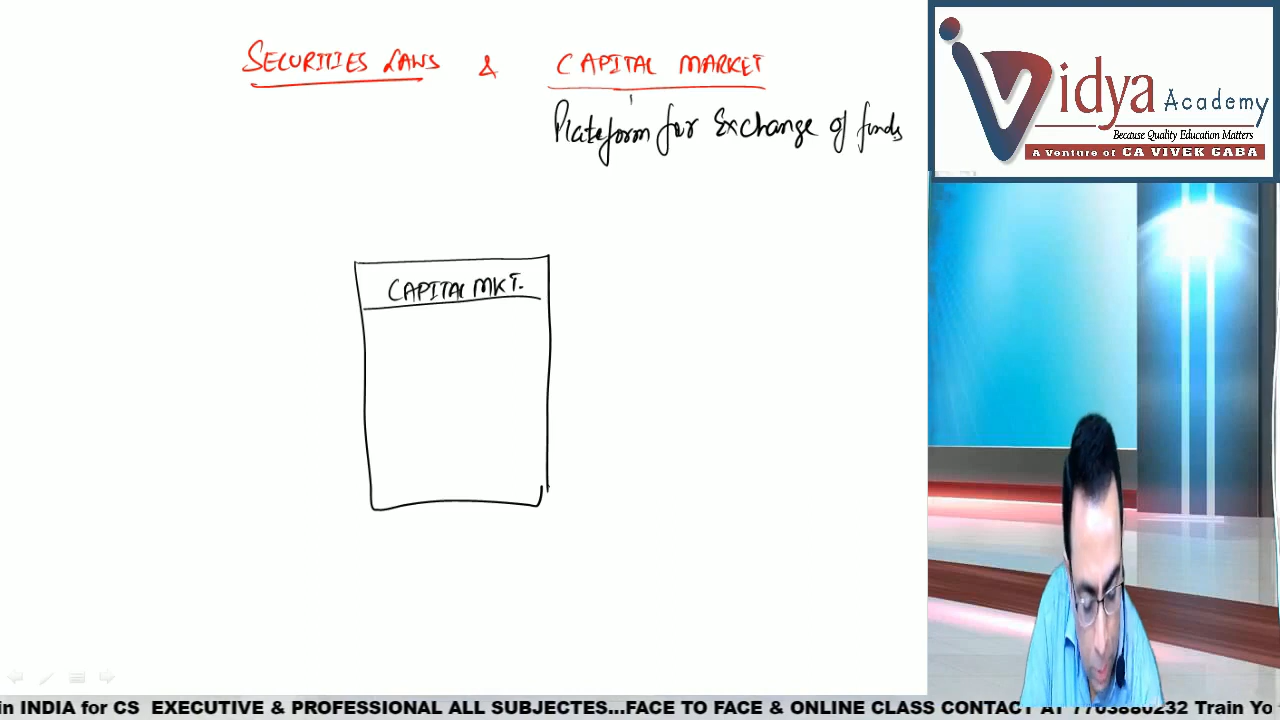 SECURITIES LAWS & CAPITAL MARKET
Plateform for Exchange of funds
CAPITAL MKT.
Vidya Academy
Because Quality Education Matters
A Venture of CA VIVEK GABA
in INDIA for CS EXECUTIVE & PROFESSIONAL ALL SUBJECTES...FACE TO FACE & ONLINE CLASS CONTACT AT 7703880232 Train Yo